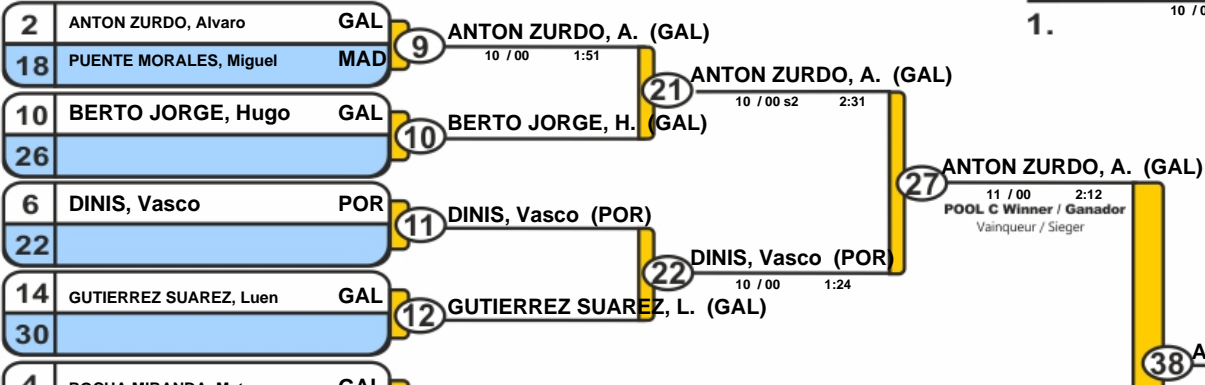 10 / 0
1.
2 ANTON ZURDO, Alvaro GAL
18 PUENTE MORALES, Miguel MAD
9 ANTON ZURDO, A. (GAL)
10 / 00 1:51
21 ANTON ZURDO, A. (GAL)
10 / 00 s2 2:31
10 BERTO JORGE, Hugo GAL
26
10 BERTO JORGE, H. (GAL)
27 ANTON ZURDO, A. (GAL)
11 / 00 2:12
POOL C Winner / Ganador
Vainqueur / Sieger
6 DINIS, Vasco POR
22
11 DINIS, Vasco (POR)
22 DINIS, Vasco (POR)
10 / 00 1:24
14 GUTIERREZ SUAREZ, Luen GAL
30
12 GUTIERREZ SUAREZ, L. (GAL)
38 A
4 GAL